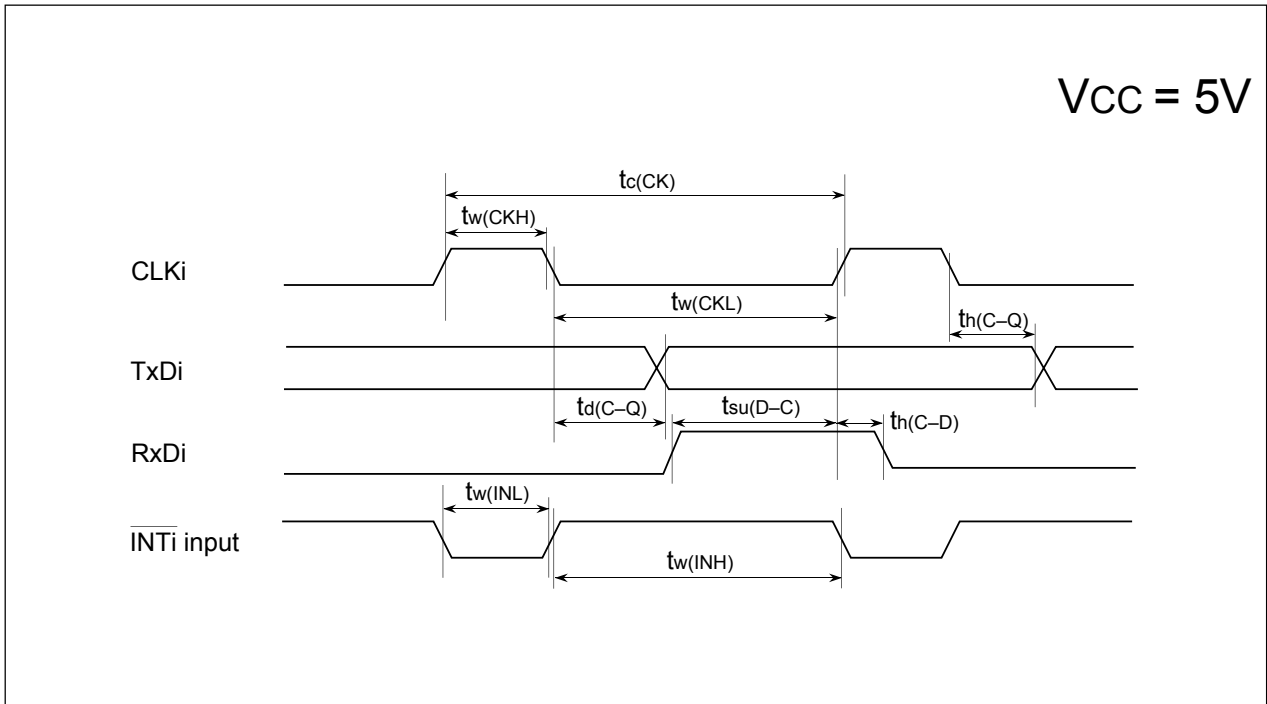 VCC = 5V
tc(CK)
tw(CKH)
CLKi
tw(CKL)
th(C–Q)
TxDi
td(C–Q)
tsu(D–C)
th(C–D)
RxDi
tw(INL)
INTi input
tw(INH)